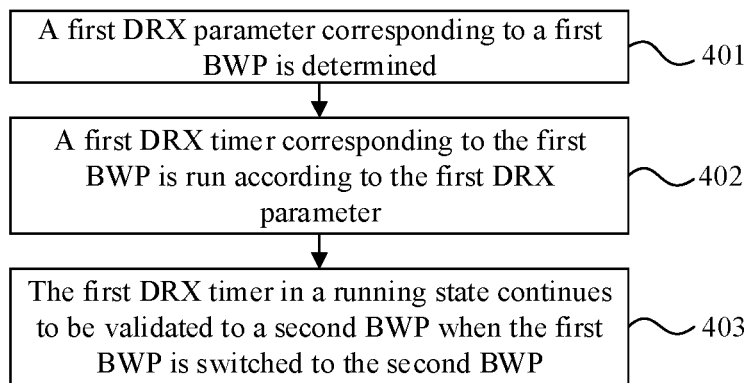 A first DRX parameter corresponding to a first
BWP is determined
401
A first DRX timer corresponding to the first
BWP is run according to the first DRX
parameter
402
The first DRX timer in a running state continues
to be validated to a second BWP when the first
BWP is switched to the second BWP
403